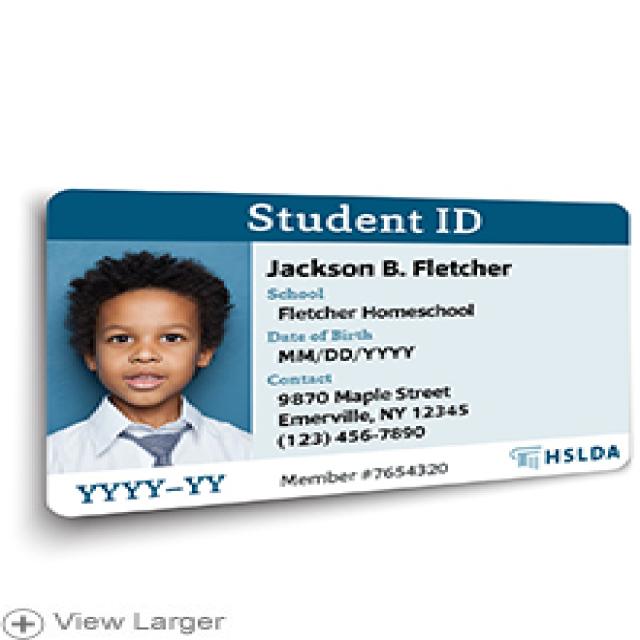 Student ID
Jackson B. Fletcher
School
Fletcher Homeschool
Date of Birth
MM/DD/YYYY
Contact
9870 Maple Street
Emerville, NY 12345
(123) 456-7890
YYYY-YY
Member #7654320
HSLDA
View Larger